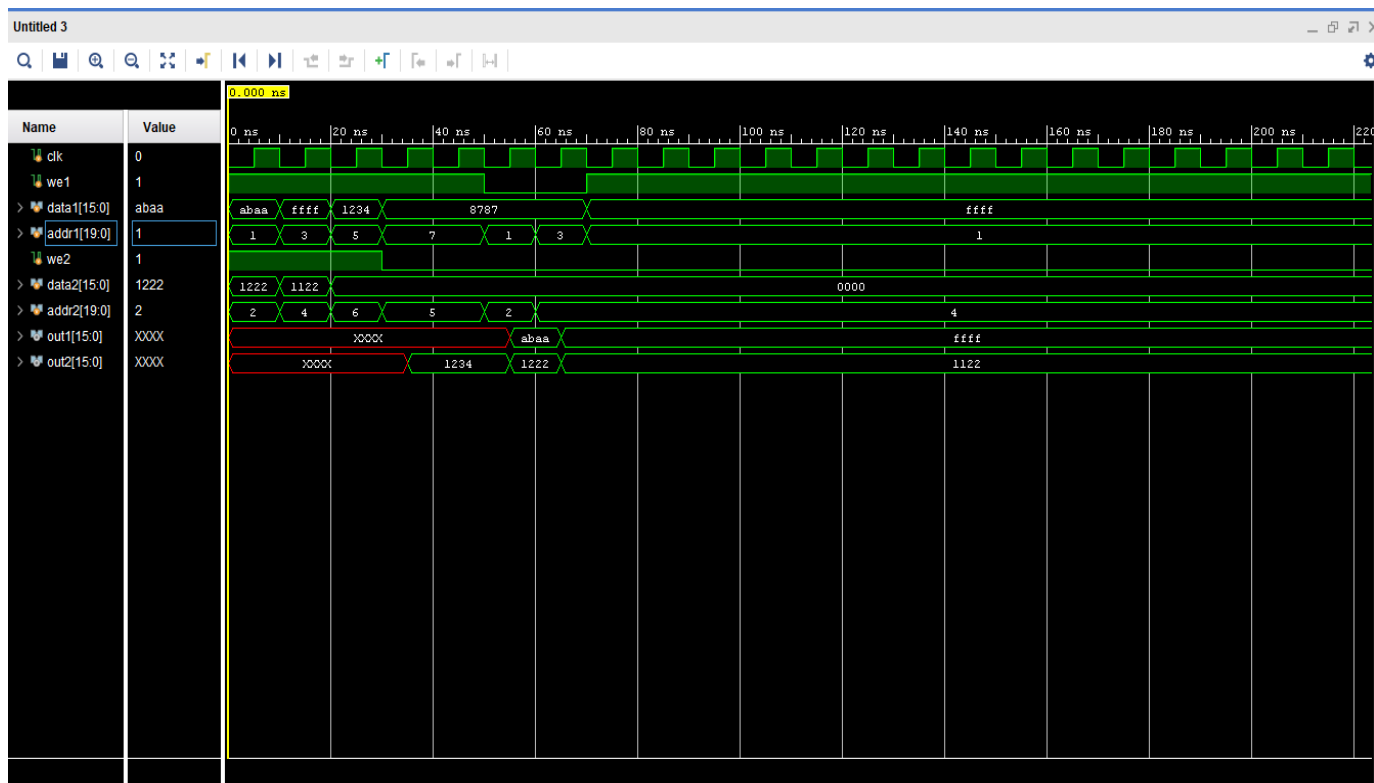 Untitled 3
0.000 ns
Name Value
0 ns 20 ns 40 ns 60 ns 80 ns 100 ns 120 ns 140 ns 160 ns 180 ns 200 ns 220
clk 0
we1 1
data1[15:0] abaa abaa ffff 1234 8787 ffff
addr1[19:0] 1 1 3 5 7 1 3 1
we2 1
data2[15:0] 1222 1222 1122 0000
addr2[19:0] 2 2 4 6 5 2 4
out1[15:0] XXXX XXXX abaa ffff
out2[15:0] XXXX XXXX 1234 1222 1122